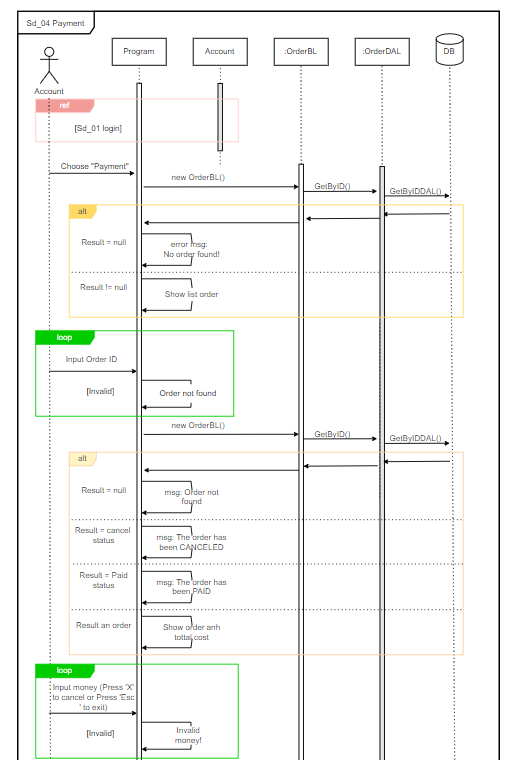 Sd_04 Payment
Program
Account
:OrderBL
:OrderDAL
DB
Account
ref
[Sd_01 login]
Choose "Payment"
new OrderBL()
GetByID()
GetByIDDAL()
alt
Result = null
error msg:
No order found!
Result != null
Show list order
loop
Input Order ID
[Invalid]
Order not found
new OrderBL()
GetByID()
GetByIDDAL()
alt
Result = null
msg: Order not
found
Result = cancel
status
msg: The order has
been CANCELED
Result = Paid
status
msg: The order has
been PAID
Result an order
Show order anh
tottal cost
loop
Input money (Press 'X'
to cancel or Press 'Esc
' to exit)
[Invalid]
Invalid
money!